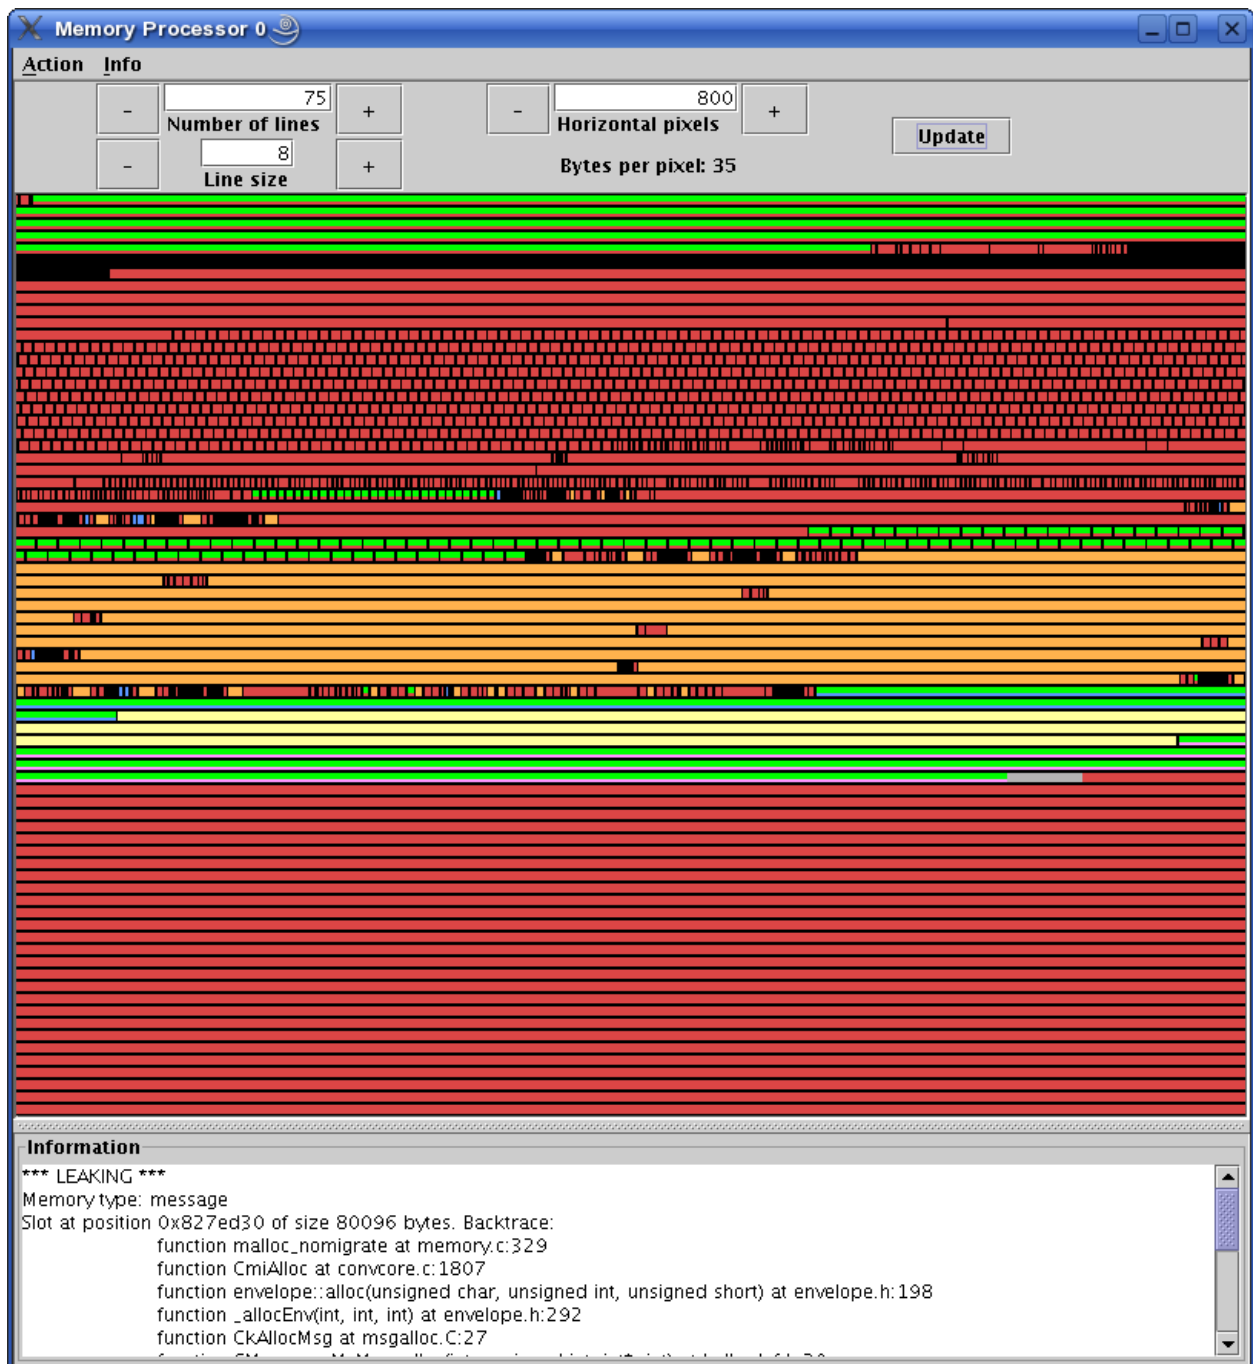 Memory Processor 0
Action Info
- 75 + - 800 +
Number of lines Horizontal pixels
Update
- 8 + Bytes per pixel: 35
Line size
Information
*** LEAKING ***
Memory type: message
Slot at position 0x827ed30 of size 80096 bytes. Backtrace:
function malloc_nomigrate at memory.c:329
function CmiAlloc at convcore.c:1807
function envelope::alloc(unsigned char, unsigned int, unsigned short) at envelope.h:198
function _allocEnv(int, int, int) at envelope.h:292
function CkAllocMsg at msgalloc.C:27